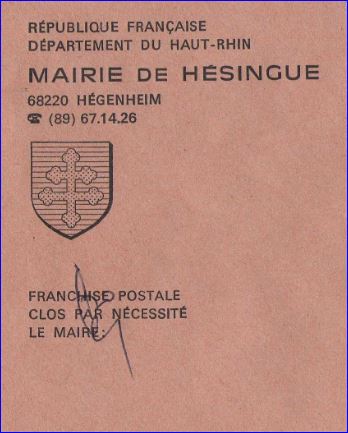 RÉPUBLIQUE FRANÇAISE
DÉPARTEMENT DU HAUT-RHIN
MAIRIE DE HÉSINGUE
68220 HÉGENHEIM
☎ (89) 67.14.26
FRANCHISE POSTALE
CLOS PAR NÉCESSITÉ
LE MAIRE: